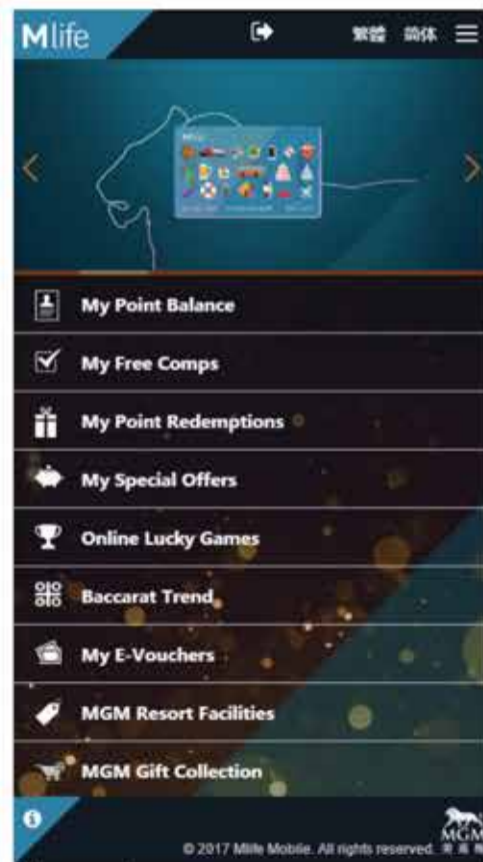 Mlife 繁體 简体
My Point Balance
My Free Comps
My Point Redemptions
My Special Offers
Online Lucky Games
Baccarat Trend
My E-Vouchers
MGM Resort Facilities
MGM Gift Collection
MGM
© 2017 Mlife Mobile. All rights reserved.